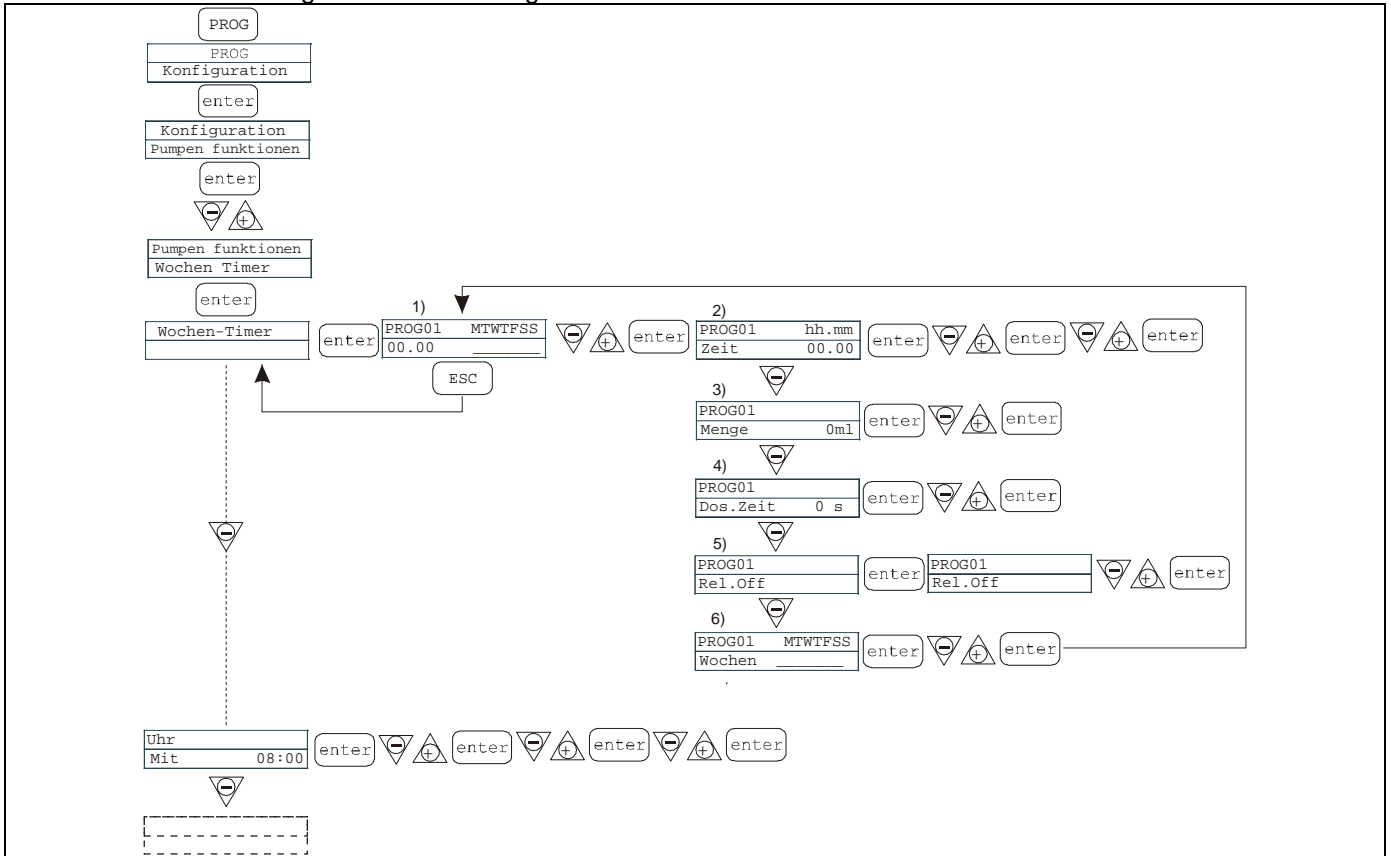 PROG
PROG
Konfiguration
enter
Konfiguration
Pumpen funktionen
enter
Pumpen funktionen
Wochen Timer
enter
Wochen-Timer
enter
1)
PROG01 MTWTFSS
00.00 _______
ESC
enter
2)
PROG01 hh.mm
Zeit 00.00
enter
enter
enter
3)
PROG01
Menge 0ml
enter
enter
4)
PROG01
Dos.Zeit 0 s
enter
enter
5)
PROG01
Rel.Off
enter
PROG01
Rel.Off
enter
6)
PROG01 MTWTFSS
Wochen _______
enter
enter
Uhr
Mit 08:00
enter
enter
enter
enter